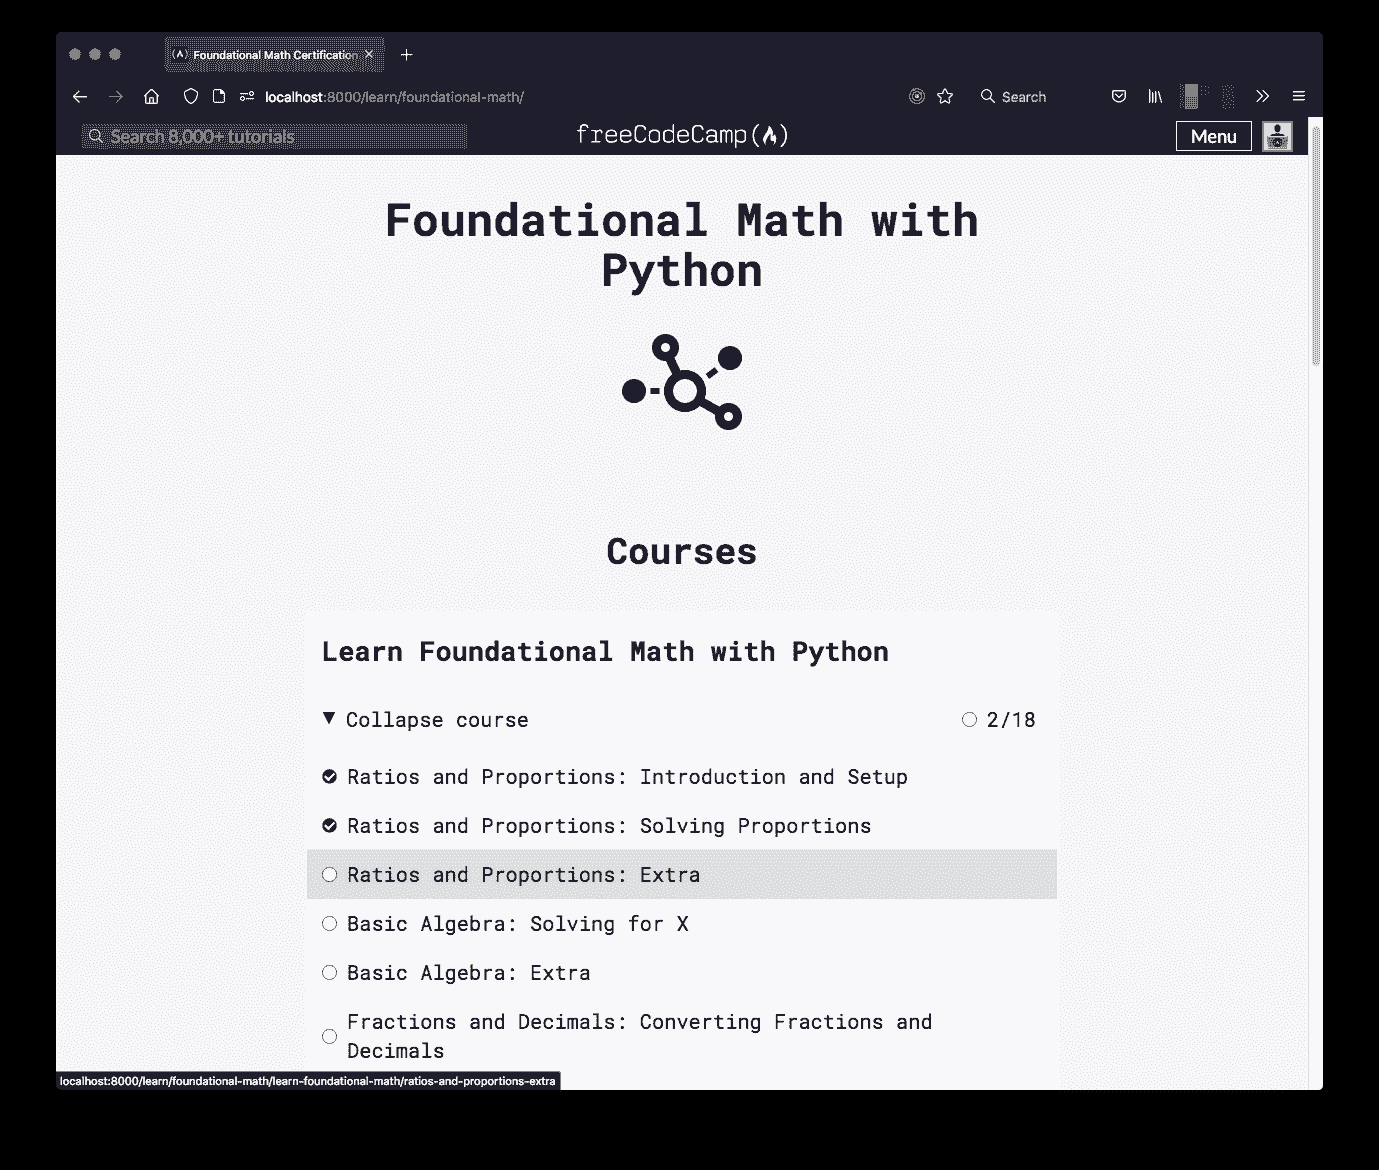 Foundational Math Certification
localhost:8000/learn/foundational-math/
Search
Search 8,000+ tutorials
freeCodeCamp
Menu
Foundational Math with
Python
Courses
Learn Foundational Math with Python
Collapse course
2/18
Ratios and Proportions: Introduction and Setup
Ratios and Proportions: Solving Proportions
Ratios and Proportions: Extra
Basic Algebra: Solving for X
Basic Algebra: Extra
Fractions and Decimals: Converting Fractions and
Decimals
localhost:8000/learn/foundational-math/learn-foundational-math/ratios-and-proportions-extra